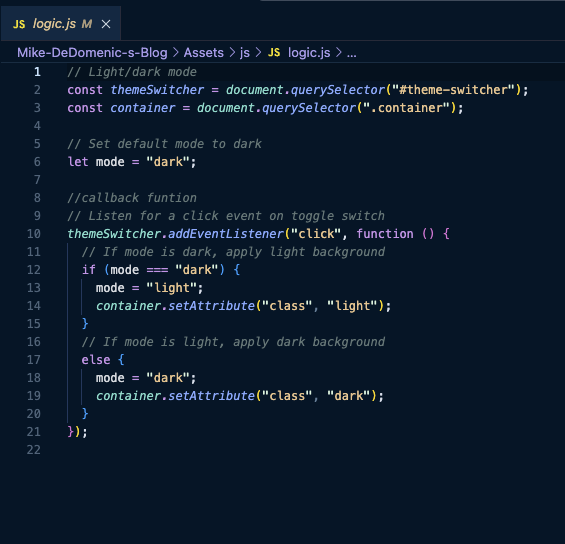 JS logic.js M ×
Mike-DeDomenic-s-Blog > Assets > js > JS logic.js > ...
1 // Light/dark mode
2 const themeSwitcher = document.querySelector("#theme-switcher");
3 const container = document.querySelector(".container");
4
5 // Set default mode to dark
6 let mode = "dark";
7
8 //callback funtion
9 // Listen for a click event on toggle switch
10 themeSwitcher.addEventListener("click", function () {
11 // If mode is dark, apply light background
12 if (mode === "dark") {
13 mode = "light";
14 container.setAttribute("class", "light");
15 }
16 // If mode is light, apply dark background
17 else {
18 mode = "dark";
19 container.setAttribute("class", "dark");
20 }
21 });
22